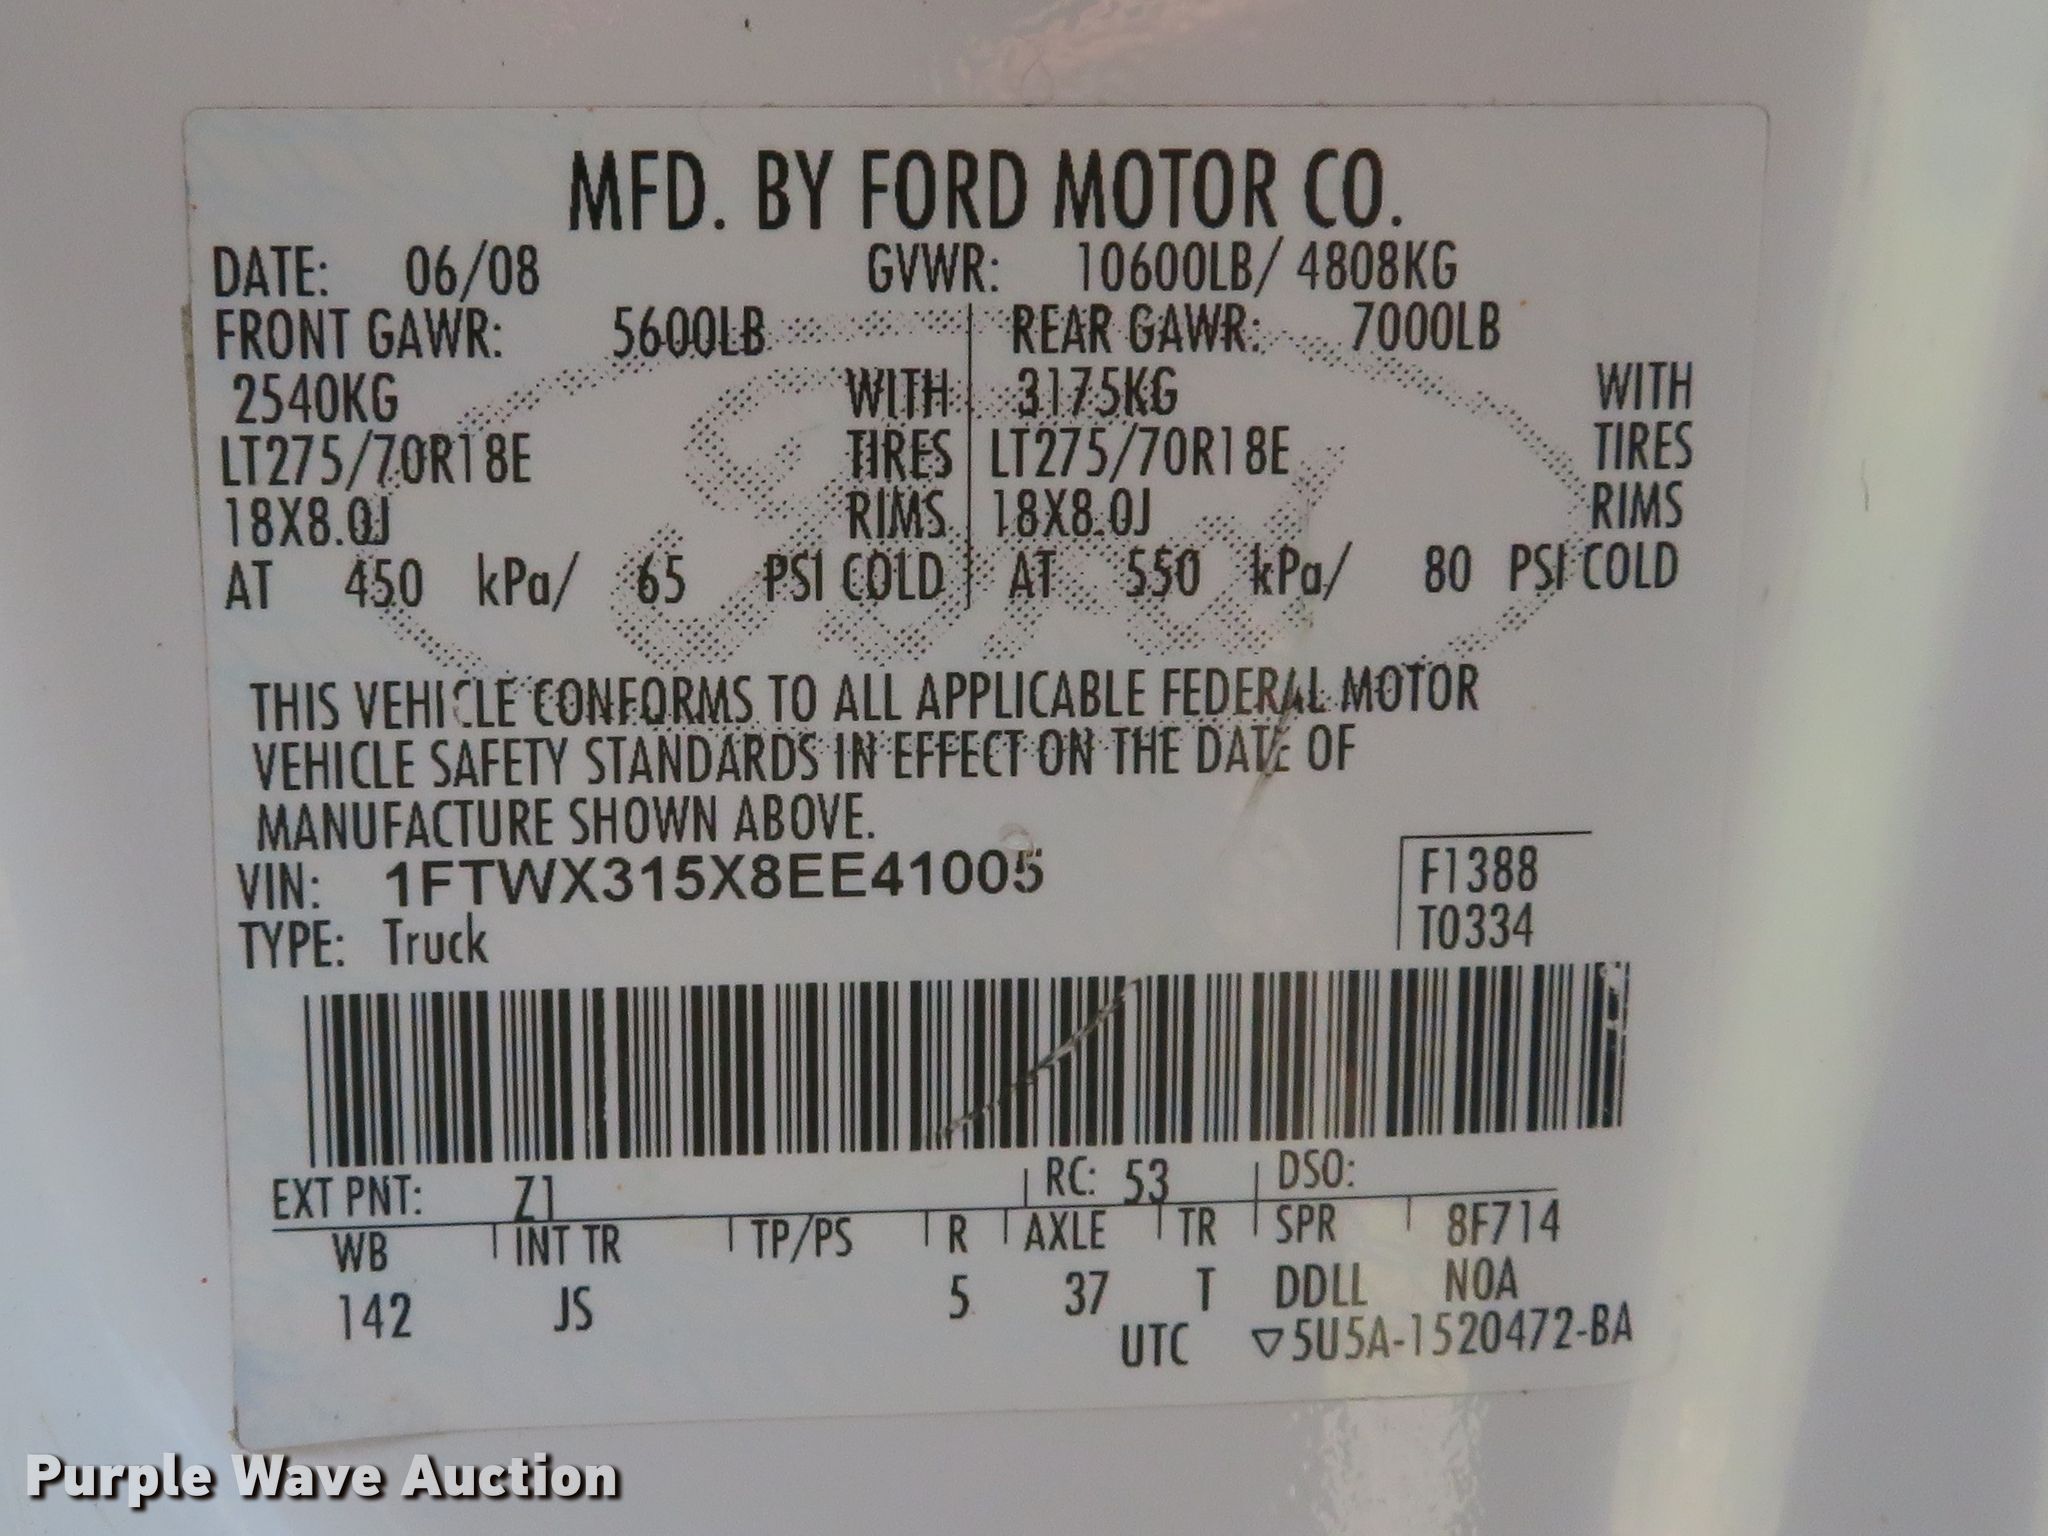 MFD. BY FORD MOTOR CO.
DATE: 06/08 GVWR: 10600LB/ 4808KG
FRONT GAWR: 5600LB REAR GAWR: 7000LB
2540KG WITH 3175KG WITH
LT275/70R18E TIRES LT275/70R18E TIRES
18X8.0J RIMS 18X8.0J RIMS
AT 450 kPa/ 65 PSI COLD AT 550 kPa/ 80 PSI COLD
Ford
THIS VEHICLE CONFORMS TO ALL APPLICABLE FEDERAL MOTOR
VEHICLE SAFETY STANDARDS IN EFFECT ON THE DATE OF
MANUFACTURE SHOWN ABOVE.
VIN: 1FTWX315X8EE41005 F1388
TYPE: Truck T0334
EXT PNT: Z1 RC: 53 DSO:
WB INT TR TP/PS R AXLE TR SPR 8F714
142 JS 5 37 T DDLL NOA
UTC ▽5U5A-1520472-BA
Purple Wave Auction